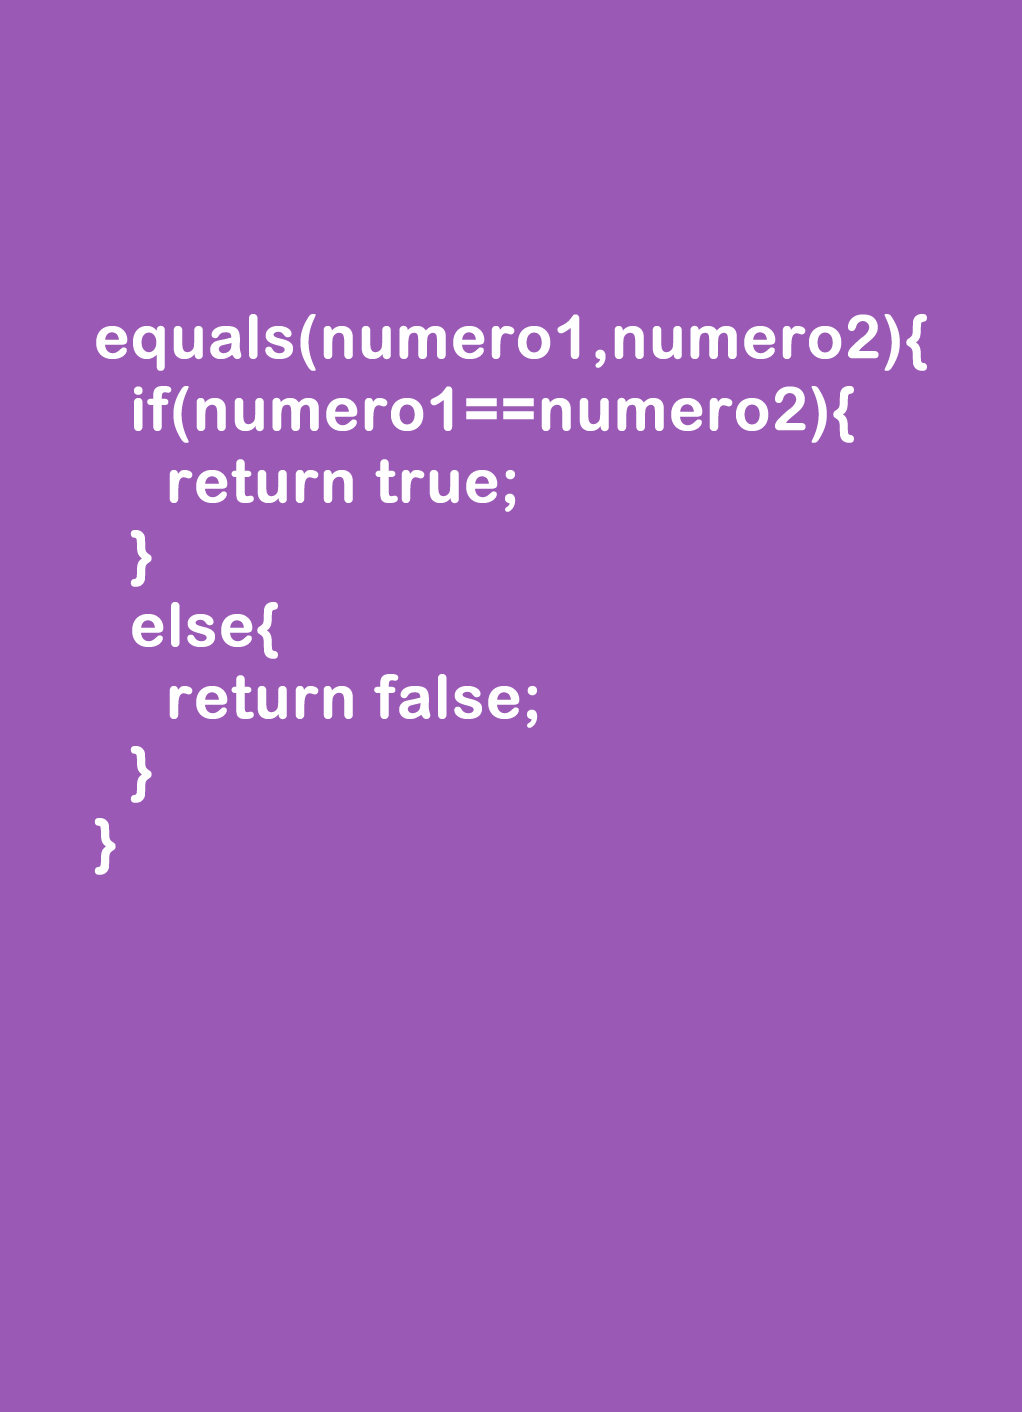 equals(numero1,numero2){
  if(numero1==numero2){
    return true;
  }
  else{
    return false;
  }
}